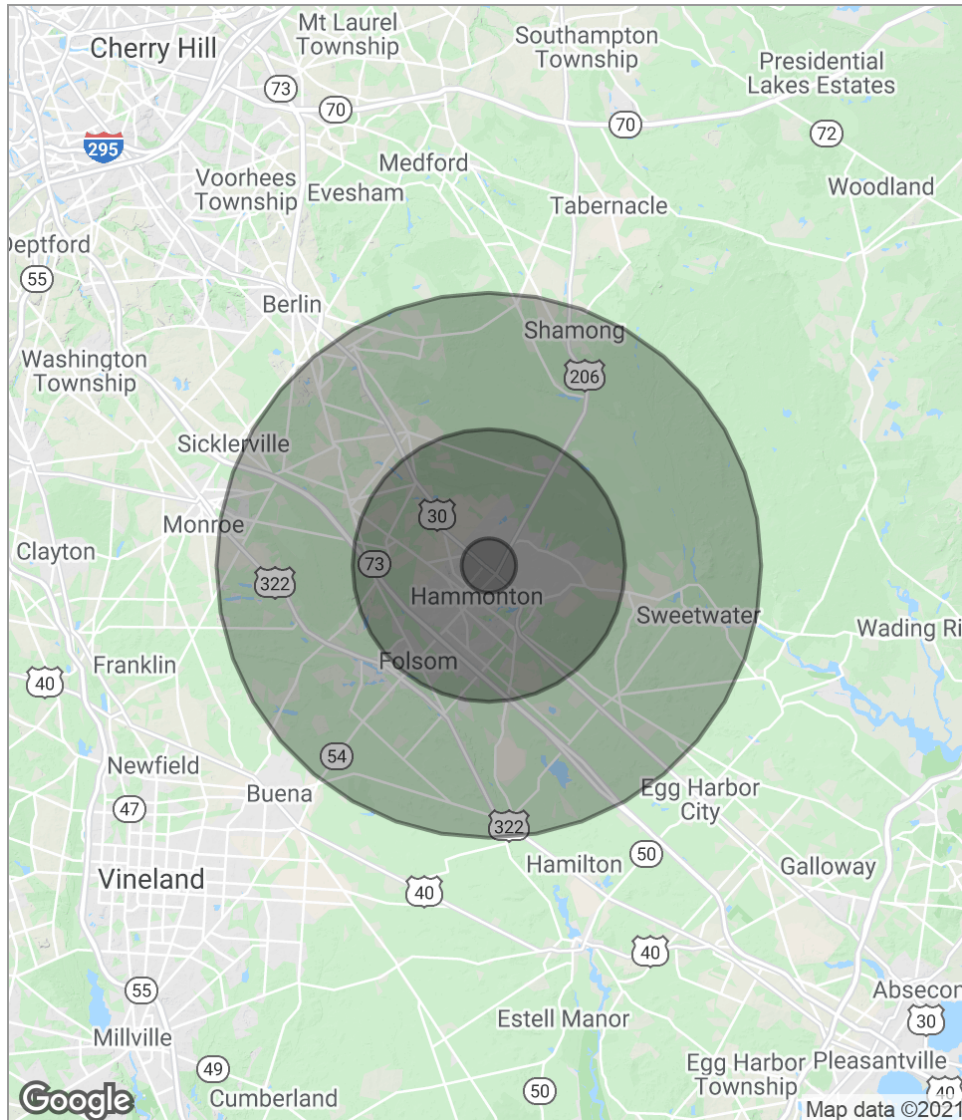 Mt Laurel
Township
Cherry Hill
Southampton
Township
Presidential
Lakes Estates
73
70
70
72
295
Medford
Voorhees
Township
Evesham
Woodland
Tabernacle
Deptford
55
Berlin
Shamong
Washington
Township
206
Sicklerville
30
Monroe
Clayton
73
322
Hammonton
Sweetwater
Wading Ri
Franklin
Folsom
40
54
Newfield
Buena
Egg Harbor
City
47
322
Hamilton
50
Galloway
Vineland
40
40
55
Absecon
Estell Manor
30
Millville
49
Egg Harbor
Township
Pleasantville
50
Cumberland
40
Google
Map data ©2021